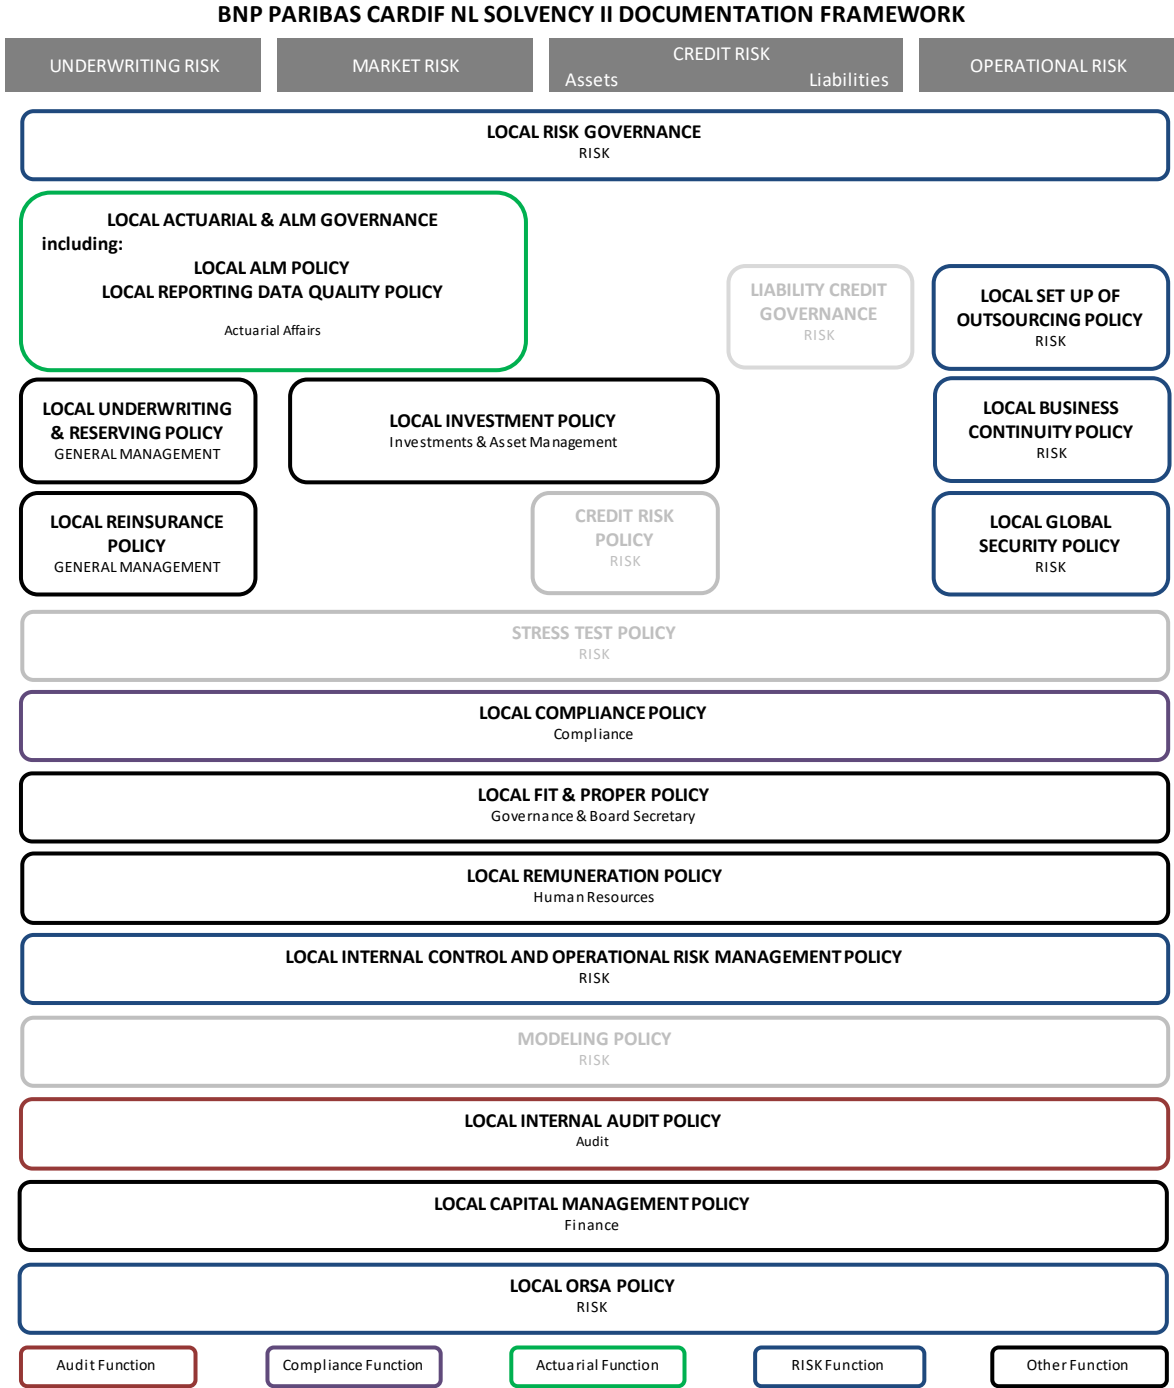 BNP PARIBAS CARDIF NL SOLVENCY II DOCUMENTATION FRAMEWORK
UNDERWRITING RISK
MARKET RISK
CREDIT RISK
Assets Liabilities
OPERATIONAL RISK
LOCAL RISK GOVERNANCE
RISK
LOCAL ACTUARIAL & ALM GOVERNANCE
including:
LOCAL ALM POLICY
LOCAL REPORTING DATA QUALITY POLICY
Actuarial Affairs
LIABILITY CREDIT
GOVERNANCE
RISK
LOCAL SET UP OF
OUTSOURCING POLICY
RISK
LOCAL UNDERWRITING
& RESERVING POLICY
GENERAL MANAGEMENT
LOCAL INVESTMENT POLICY
Investments & Asset Management
LOCAL BUSINESS
CONTINUITY POLICY
RISK
LOCAL REINSURANCE
POLICY
GENERAL MANAGEMENT
CREDIT RISK
POLICY
RISK
LOCAL GLOBAL
SECURITY POLICY
RISK
STRESS TEST POLICY
RISK
LOCAL COMPLIANCE POLICY
Compliance
LOCAL FIT & PROPER POLICY
Governance & Board Secretary
LOCAL REMUNERATION POLICY
Human Resources
LOCAL INTERNAL CONTROL AND OPERATIONAL RISK MANAGEMENT POLICY
RISK
MODELING POLICY
RISK
LOCAL INTERNAL AUDIT POLICY
Audit
LOCAL CAPITAL MANAGEMENT POLICY
Finance
LOCAL ORSA POLICY
RISK
Audit Function
Compliance Function
Actuarial Function
RISK Function
Other Function